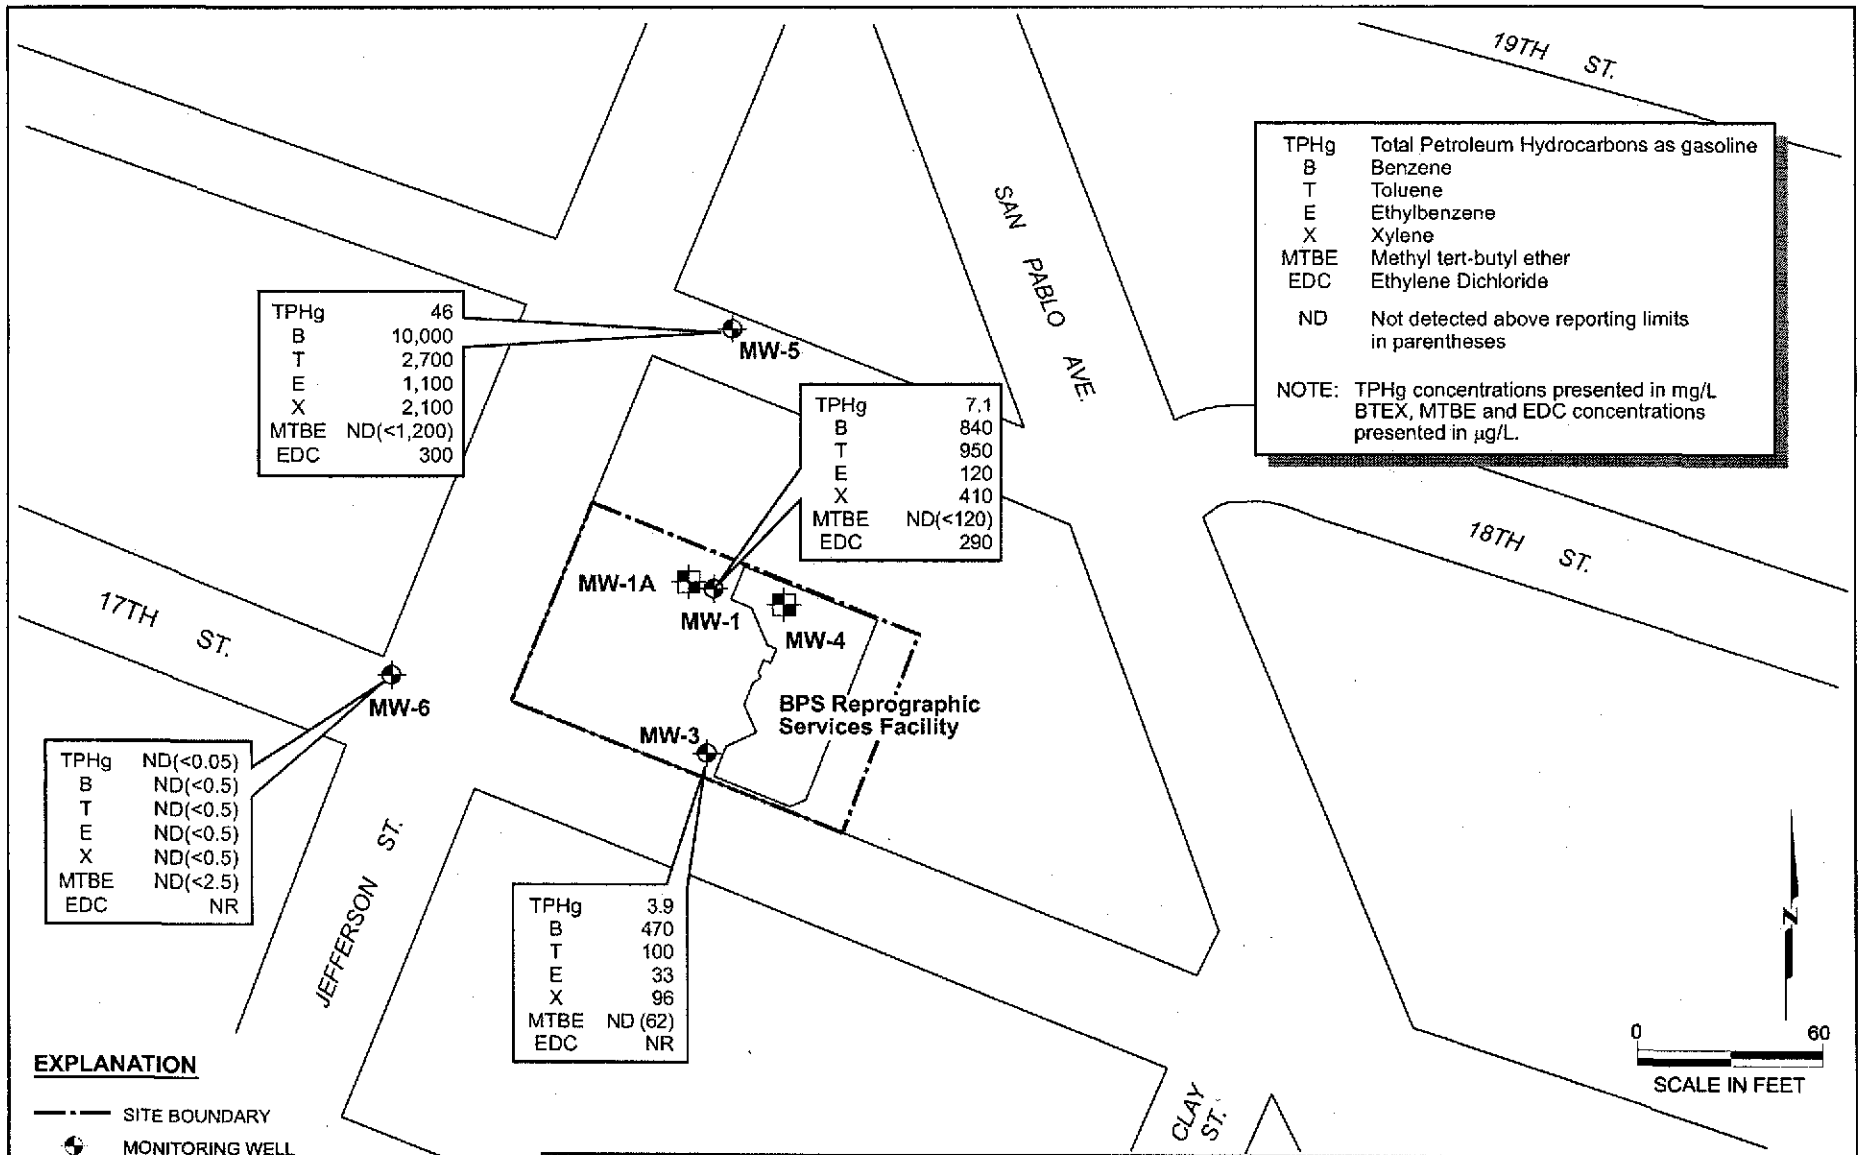 19TH ST.
TPHg Total Petroleum Hydrocarbons as gasoline
B Benzene
T Toluene
E Ethylbenzene
X Xylene
MTBE Methyl tert-butyl ether
EDC Ethylene Dichloride
ND Not detected above reporting limits
in parentheses
NOTE: TPHg concentrations presented in mg/L
BTEX, MTBE and EDC concentrations
presented in µg/L.
SAN PABLO AVE.
TPHg 46
B 10,000
T 2,700
E 1,100
X 2,100
MTBE ND(<1,200)
EDC 300
MW-5
TPHg 7.1
B 840
T 950
E 120
X 410
MTBE ND(<120)
EDC 290
18TH ST.
MW-1A
MW-1
MW-4
17TH ST.
MW-6
BPS Reprographic
Services Facility
MW-3
TPHg ND(<0.05)
B ND(<0.5)
T ND(<0.5)
E ND(<0.5)
X ND(<0.5)
MTBE ND(<2.5)
EDC NR
JEFFERSON ST.
TPHg 3.9
B 470
T 100
E 33
X 96
MTBE ND (62)
EDC NR
N
0 60
SCALE IN FEET
CLAY
ST.
EXPLANATION
SITE BOUNDARY
MONITORING WELL